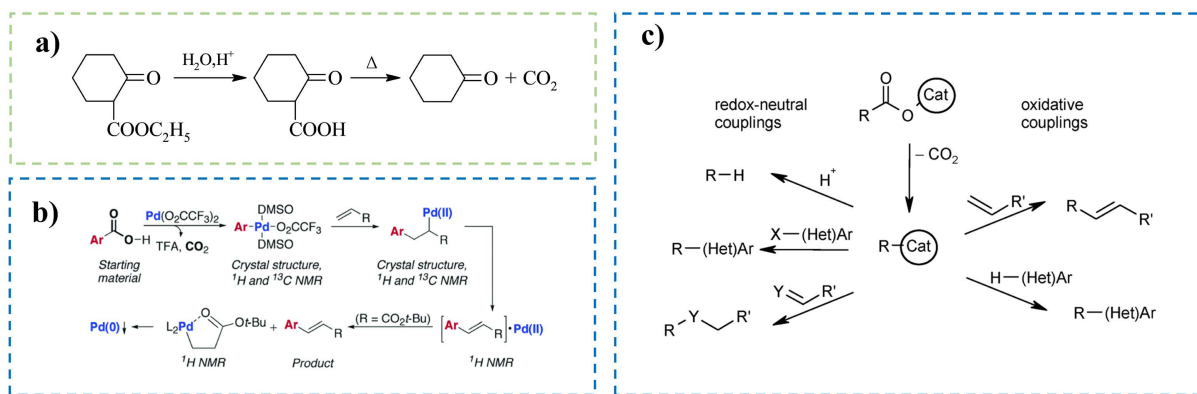 a)
H₂O,H⁺
Δ
O
O
O + CO₂
COOC₂H₅
COOH
b)
O
Ar
O–H
Pd(O₂CCF₃)₂
TFA, CO₂
DMSO
Ar–Pd–O₂CCF₃
DMSO
R
Pd(II)
Ar
R
Starting
material
Crystal structure,
¹H and ¹³C NMR
Crystal structure,
¹H and ¹³C NMR
Pd(0)
L₂Pd
O
Ot-Bu
+
Ar
R
(R = CO₂t-Bu)
Ar
R
·Pd(II)
¹H NMR
Product
¹H NMR
c)
redox-neutral
couplings
O
R
O
Cat
oxidative
couplings
– CO₂
R–H
H⁺
R'
R
R'
X–(Het)Ar
R–(Het)Ar
R–Cat
Y
R'
H–(Het)Ar
R
Y
R'
R–(Het)Ar